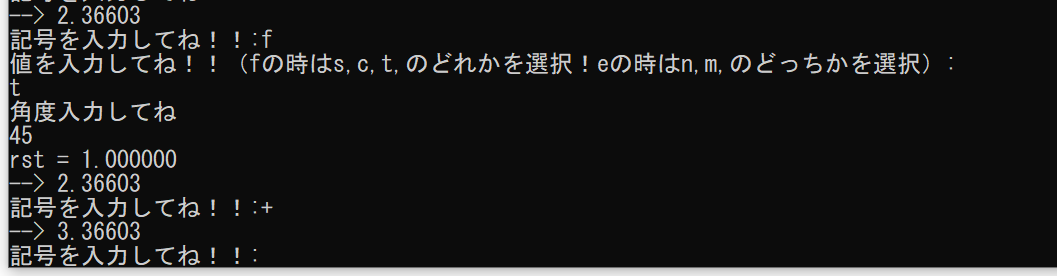 --> 2.36603
記号を入力してね！！:f
値を入力してね！！（fの時はs,c,t,のどれかを選択！eの時はn,m,のどっちかを選択）:
t
角度入力してね
45
rst = 1.000000
--> 2.36603
記号を入力してね！！:+
--> 3.36603
記号を入力してね！！: